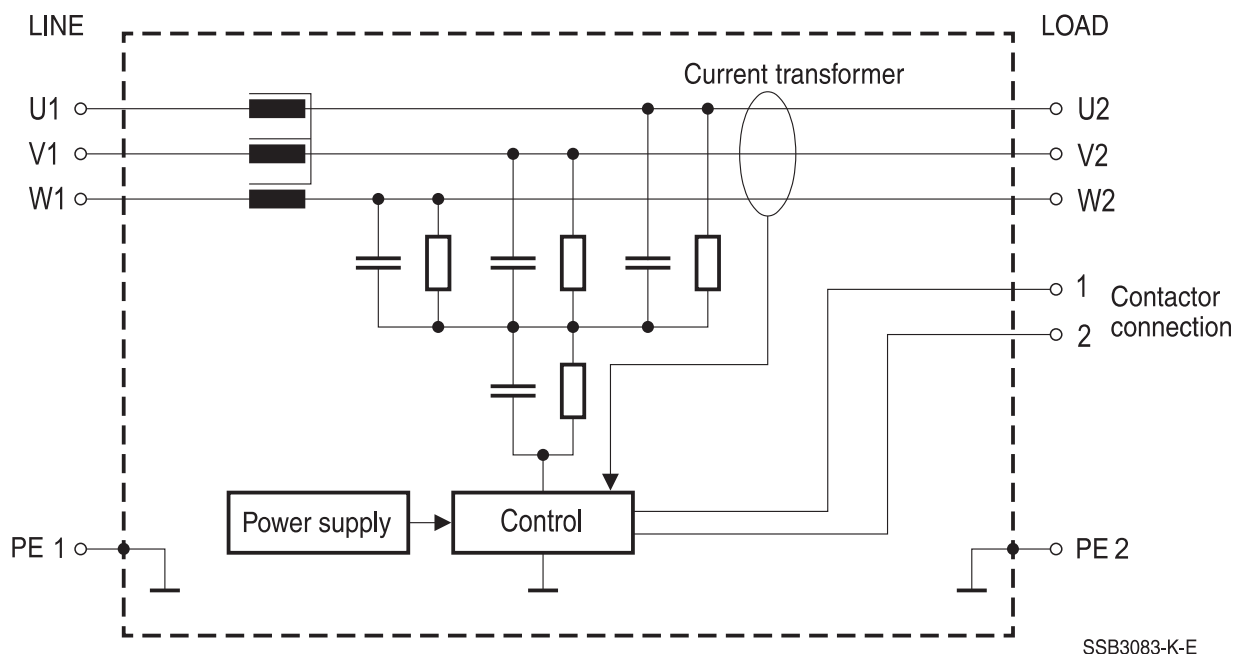 LINE
LOAD
Current transformer
U1
U2
V1
V2
W1
W2
1
Contactor
connection
2
Power supply
Control
PE 1
PE 2
SSB3083-K-E